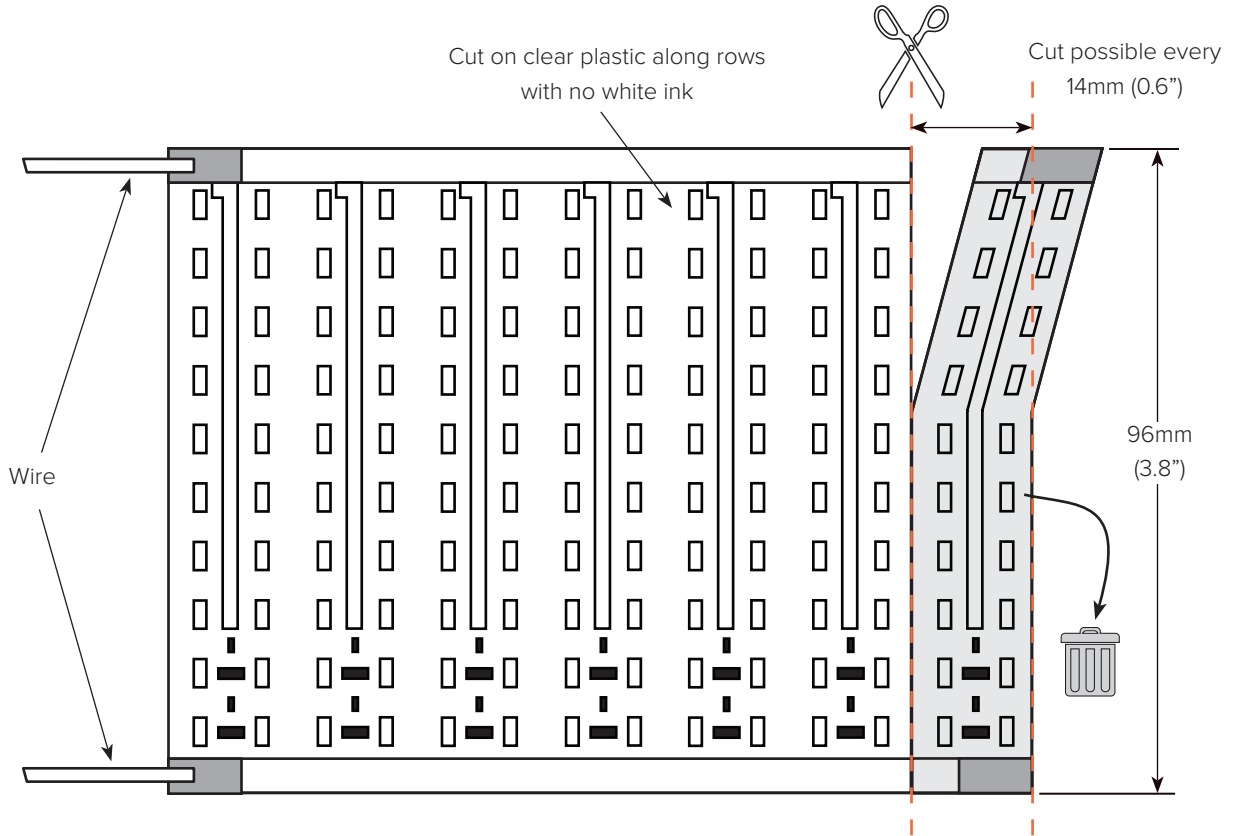 Cut on clear plastic along rows
with no white ink
Cut possible every
14mm (0.6”)
Wire
96mm
(3.8”)